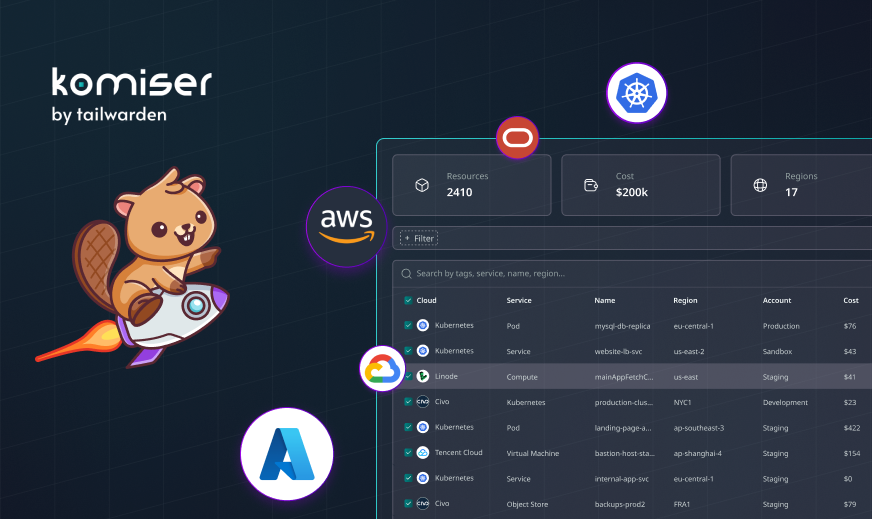 komiser
by tailwarden
aws
Resources
2410
Cost
$200k
Regions
17
+ Filter
Search by tags, service, name, region...
Cloud Service Name Region Account Cost
Kubernetes Pod mysql-db-replica eu-central-1 Production $76
Kubernetes Service website-lb-svc us-east-2 Sandbox $43
Linode Compute mainAppFetchC... us-east Staging $41
CIVO Civo Kubernetes production-clus... NYC1 Development $23
Kubernetes Pod landing-page-a... ap-southeast-3 Staging $422
Tencent Cloud Virtual Machine bastion-host-sta... ap-shanghai-4 Staging $154
Kubernetes Service internal-app-svc eu-central-1 Staging $0
CIVO Civo Object Store backups-prod2 FRA1 Staging $79